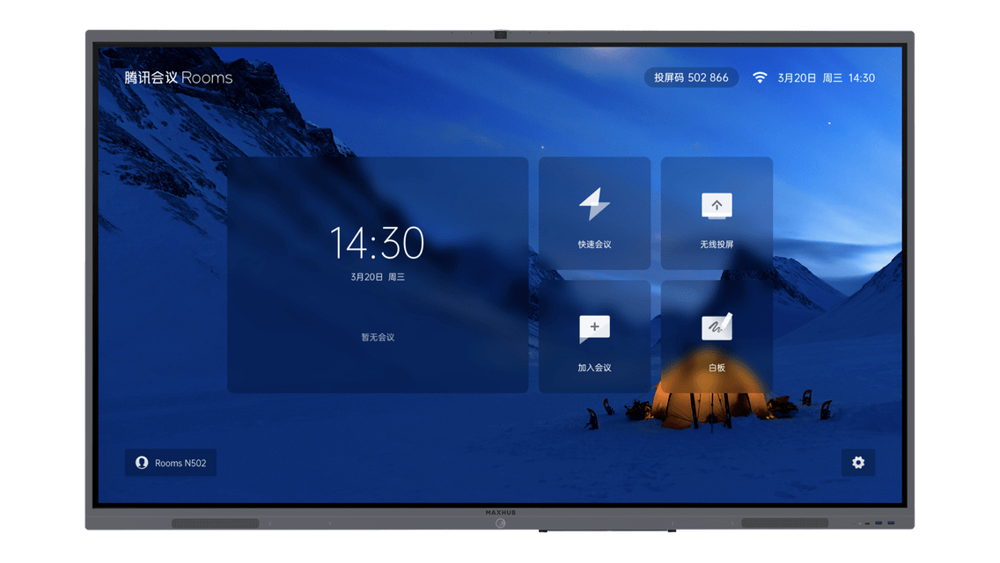 腾讯会议 Rooms
投屏码 502 866
3月20日 周三 14:30
14:30
3月20日 周三
暂无会议
快速会议
无线投屏
加入会议
白板
Rooms N502
MAXHUB